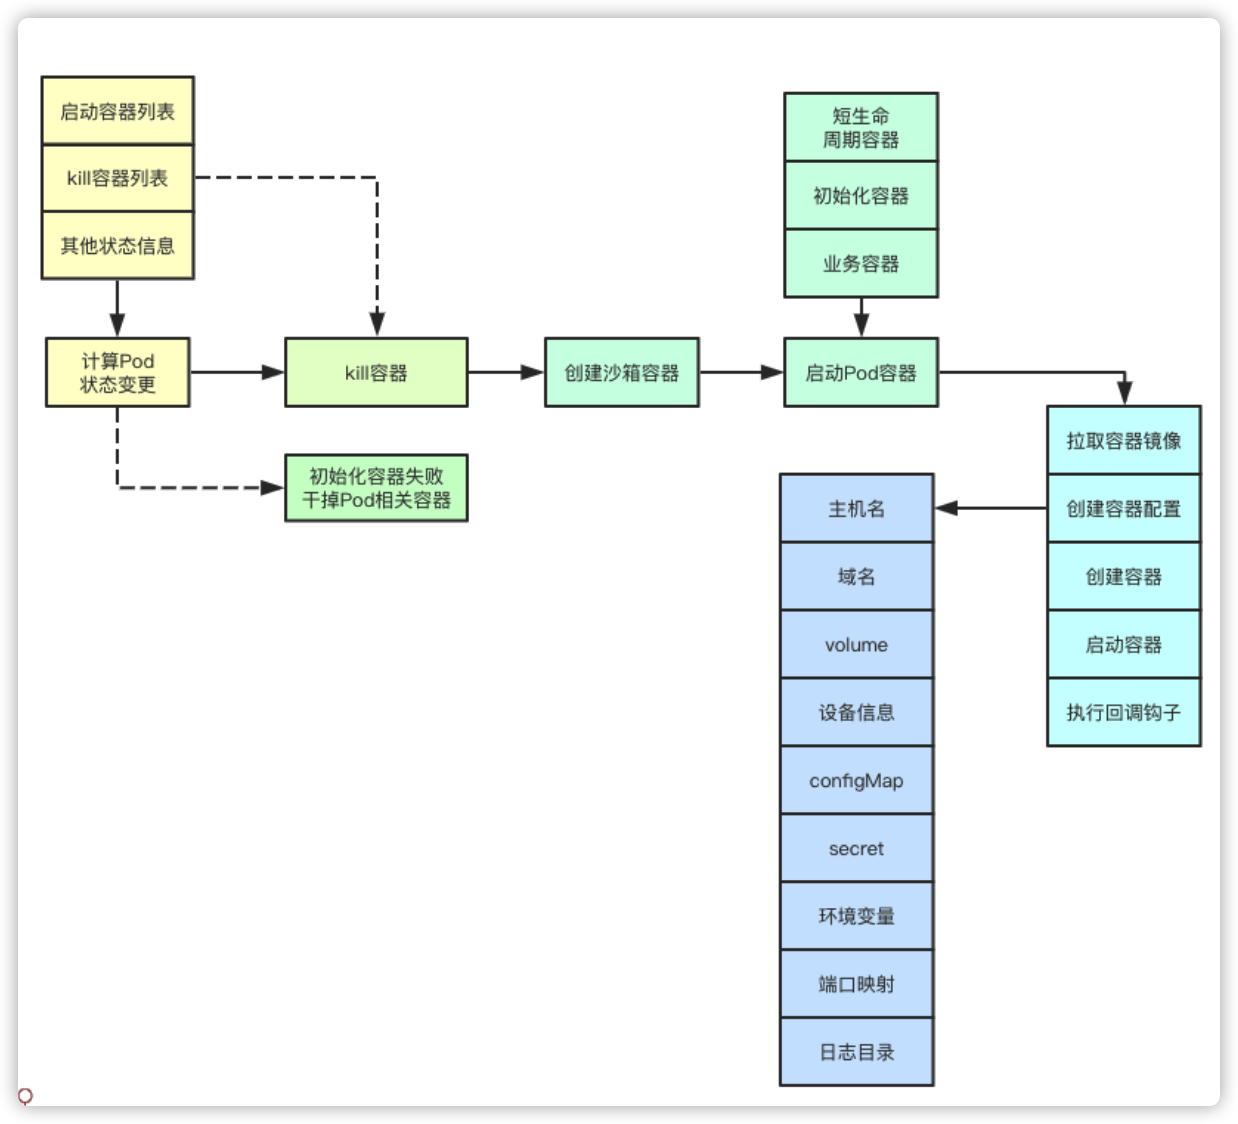 启动容器列表
kill容器列表
其他状态信息
计算Pod
状态变更
kill容器
初始化容器失败
干掉Pod相关容器
创建沙箱容器
短生命
周期容器
初始化容器
业务容器
启动Pod容器
拉取容器镜像
创建容器配置
创建容器
启动容器
执行回调钩子
主机名
域名
volume
设备信息
configMap
secret
环境变量
端口映射
日志目录